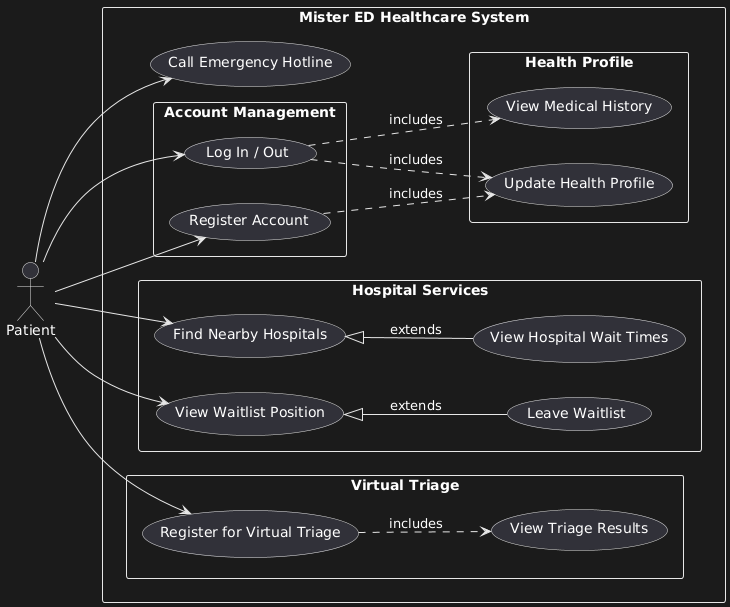 Mister ED Healthcare System
Call Emergency Hotline
Health Profile
View Medical History
Update Health Profile
Account Management
Log In / Out
Register Account
includes
includes
includes
Patient
Hospital Services
Find Nearby Hospitals
extends
View Hospital Wait Times
View Waitlist Position
extends
Leave Waitlist
Virtual Triage
Register for Virtual Triage
includes
View Triage Results